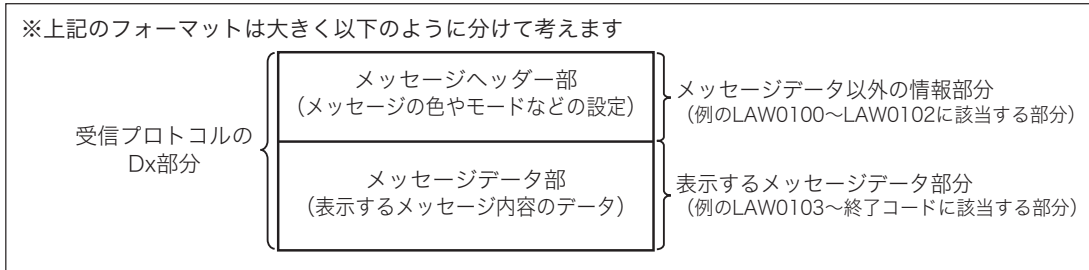 ※上記のフォーマットは大きく以下のように分けて考えます
受信プロトコルの
Dx部分
メッセージヘッダー部
(メッセージの色やモードなどの設定)
メッセージデータ以外の情報部分
(例のLAW0100〜LAW0102に該当する部分)
メッセージデータ部
(表示するメッセージ内容のデータ)
表示するメッセージデータ部分
(例のLAW0103〜終了コードに該当する部分)